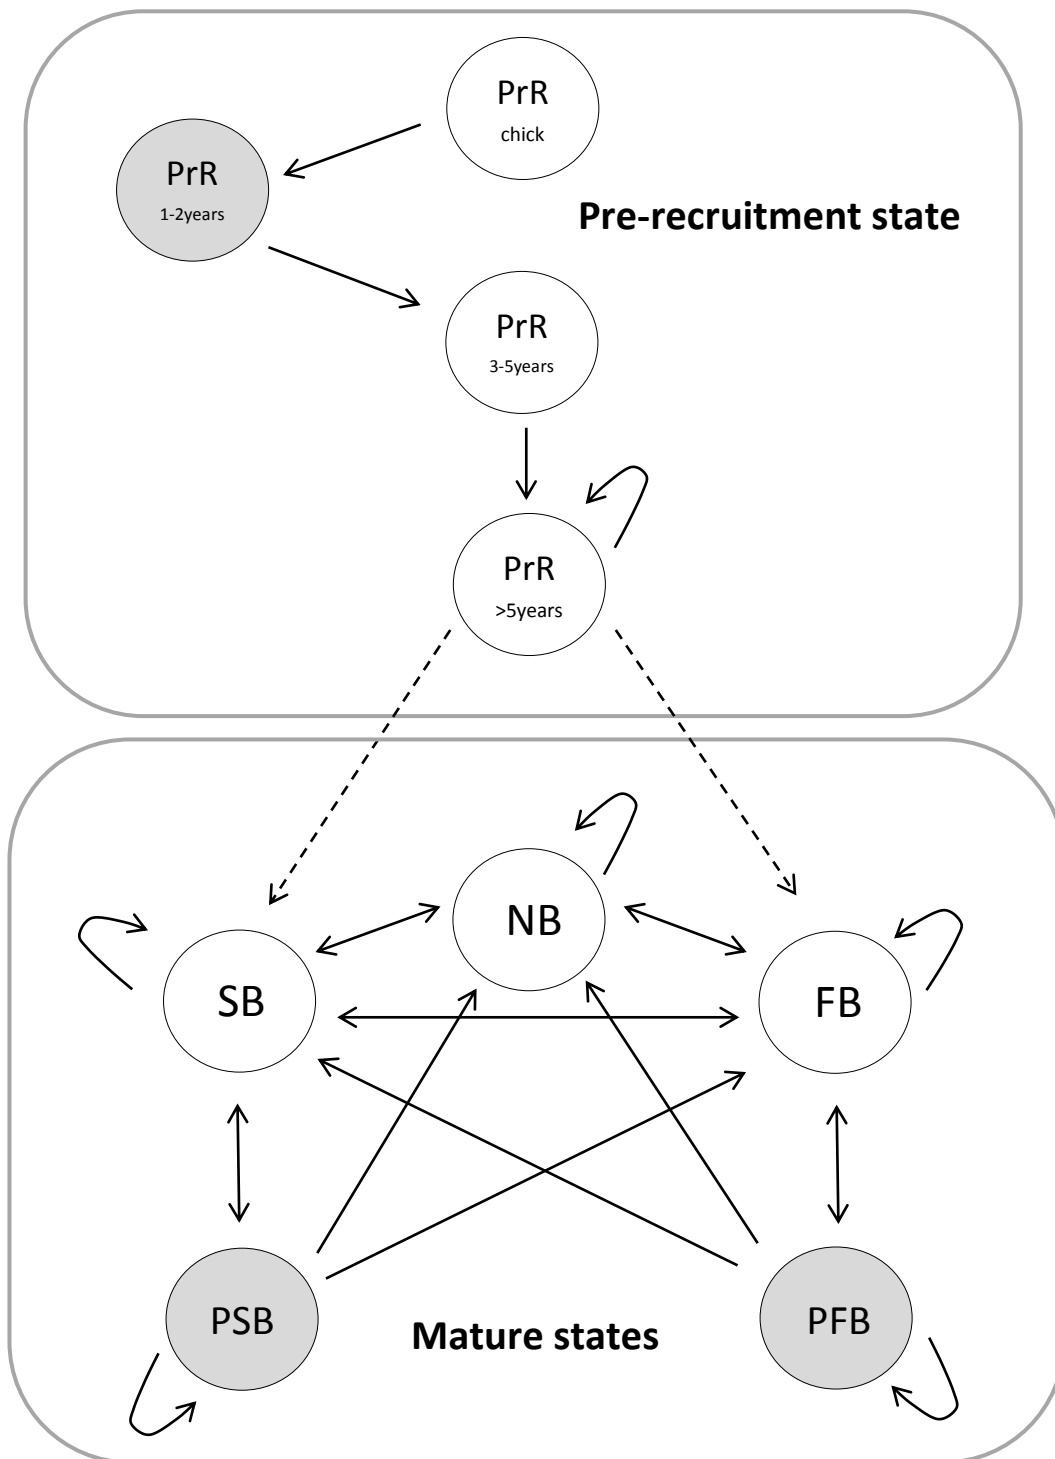 PrR
chick
PrR
1-2years
Pre-recruitment state
PrR
3-5years
PrR
>5years
NB
SB
FB
PSB
PFB
Mature states